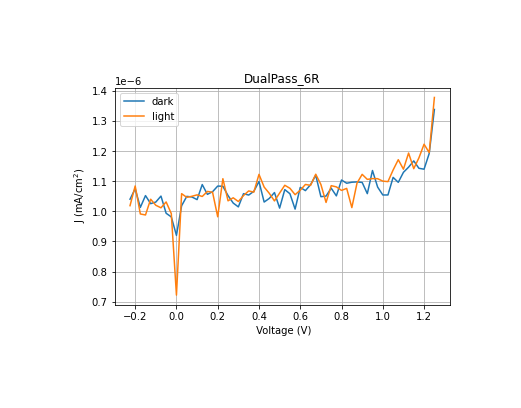 DualPass_6R
1e−6
1.4
1.3
1.2
1.1
1.0
0.9
0.8
0.7
J (mA/cm²)
dark
light
−0.2 0.0 0.2 0.4 0.6 0.8 1.0 1.2
Voltage (V)